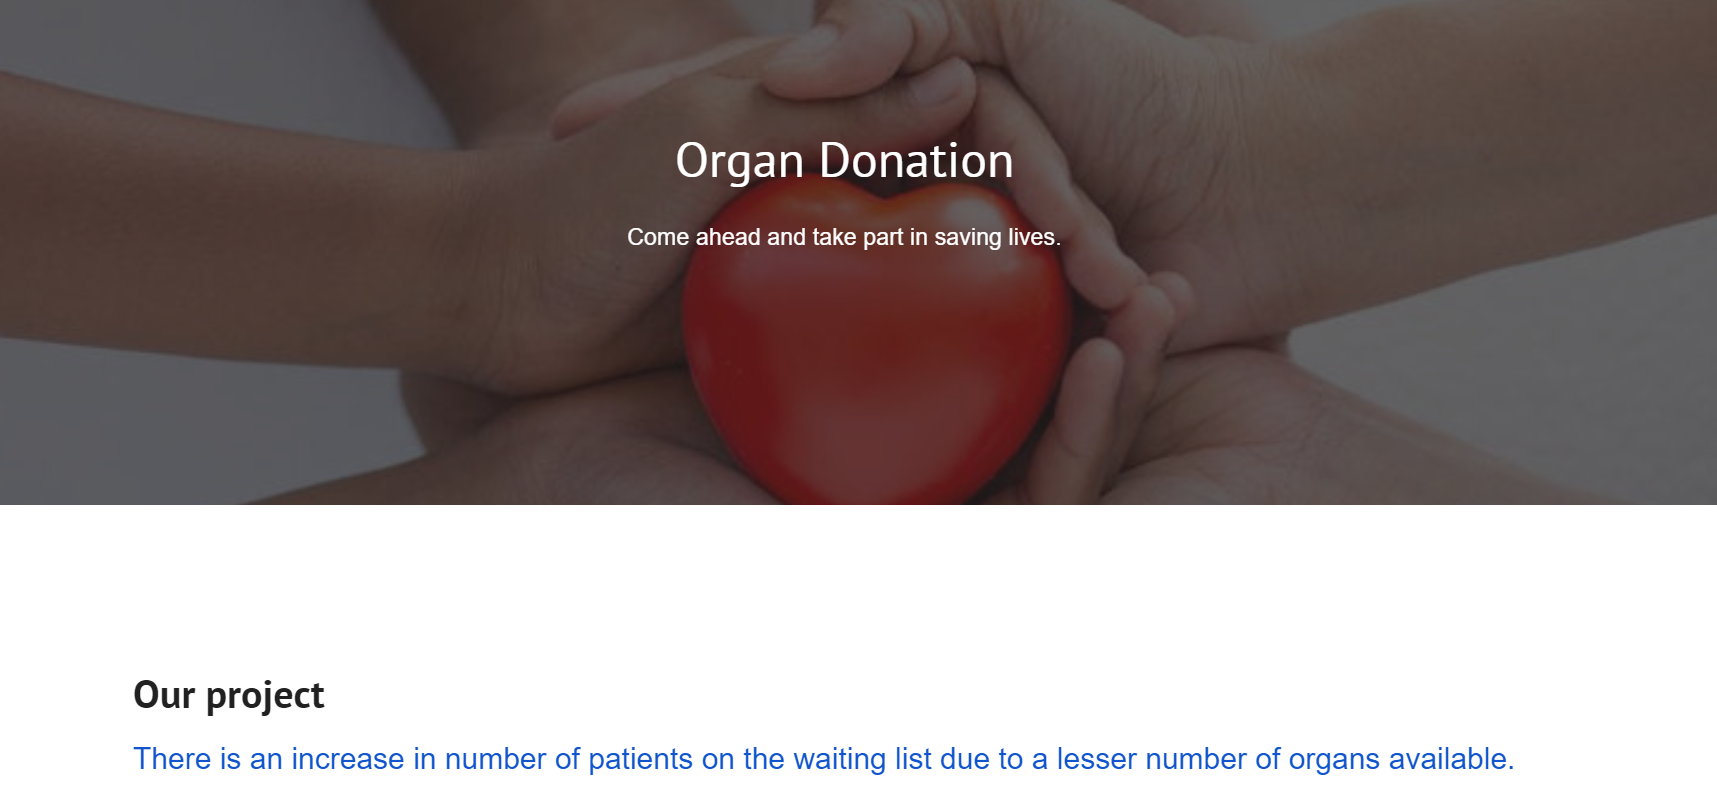 Organ Donation
Come ahead and take part in saving lives.
Our project
There is an increase in number of patients on the waiting list due to a lesser number of organs available.